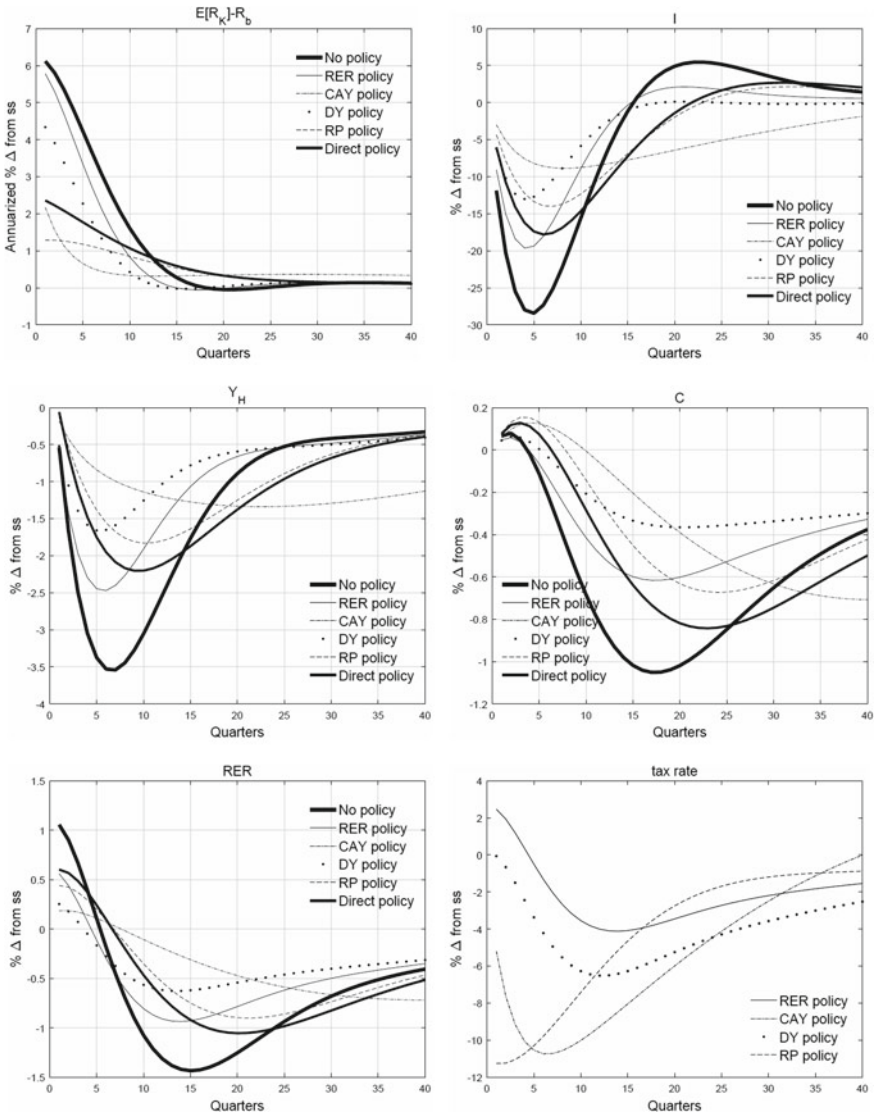 E[R_K]-R_b
Annuarized % Δ from ss
7
6
5
4
3
2
1
0
-1
No policy
RER policy
CAY policy
DY policy
RP policy
Direct policy
0 5 10 15 20 25 30 35 40
Quarters
I
% Δ from ss
10
5
0
-5
-10
-15
-20
-25
-30
No policy
RER policy
CAY policy
DY policy
RP policy
Direct policy
0 5 10 15 20 25 30 35 40
Quarters
Y_H
% Δ from ss
0
-0.5
-1
-1.5
-2
-2.5
-3
-3.5
-4
No policy
RER policy
CAY policy
DY policy
RP policy
Direct policy
0 5 10 15 20 25 30 35 40
Quarters
C
% Δ from ss
0.2
0
-0.2
-0.4
-0.6
-0.8
-1
-1.2
No policy
RER policy
CAY policy
DY policy
RP policy
Direct policy
0 5 10 15 20 25 30 35 40
Quarters
RER
% Δ from ss
1.5
1
0.5
0
-0.5
-1
-1.5
No policy
RER policy
CAY policy
DY policy
RP policy
Direct policy
0 5 10 15 20 25 30 35 40
Quarters
tax rate
% Δ from ss
4
2
0
-2
-4
-6
-8
-10
-12
RER policy
CAY policy
DY policy
RP policy
0 5 10 15 20 25 30 35 40
Quarters